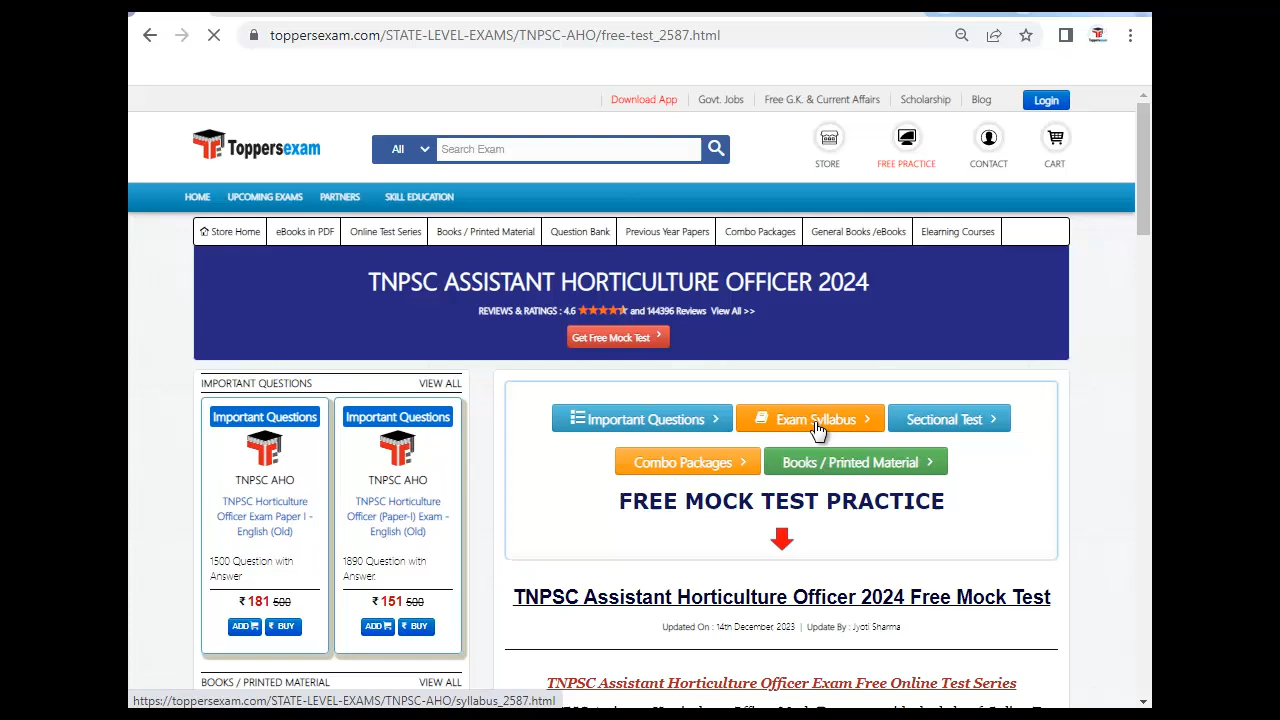 toppersexam.com/STATE-LEVEL-EXAMS/TNPSC-AHO/free-test_2587.html
Download App Govt. Jobs Free G.K. & Current Affairs Scholarship Blog Login
Toppersexam All Search Exam
STORE FREE PRACTICE CONTACT CART
HOME UPCOMING EXAMS PARTNERS SKILL EDUCATION
Store Home eBooks in PDF Online Test Series Books / Printed Material Question Bank Previous Year Papers Combo Packages General Books /eBooks Elearning Courses
TNPSC ASSISTANT HORTICULTURE OFFICER 2024
REVIEWS & RATINGS : 4.6 and 144396 Reviews View All >>
Get Free Mock Test
IMPORTANT QUESTIONS VIEW ALL
Important Questions
TNPSC AHO
TNPSC Horticulture
Officer Exam Paper I -
English (Old)
1500 Question with
Answer
₹ 181 500
ADD ₹ BUY
Important Questions
TNPSC AHO
TNPSC Horticulture
Officer (Paper-I) Exam -
English (Old)
1890 Question with
Answer.
₹ 151 500
ADD ₹ BUY
BOOKS / PRINTED MATERIAL VIEW ALL
Important Questions Exam Syllabus Sectional Test
Combo Packages Books / Printed Material
FREE MOCK TEST PRACTICE
TNPSC Assistant Horticulture Officer 2024 Free Mock Test
Updated On : 14th December, 2023 | Update By : Jyoti Sharma
TNPSC Assistant Horticulture Officer Exam Free Online Test Series
https://toppersexam.com/STATE-LEVEL-EXAMS/TNPSC-AHO/syllabus_2587.html